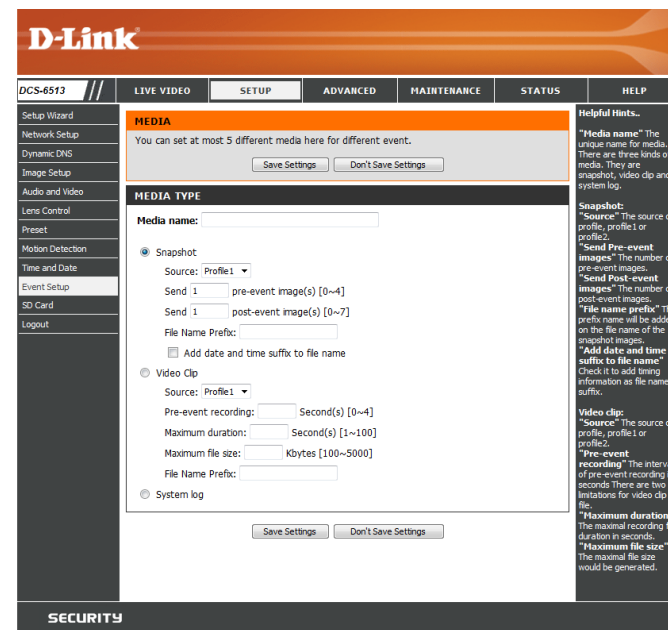 D-Link
DCS-6513
LIVE VIDEO
SETUP
ADVANCED
MAINTENANCE
STATUS
HELP
Setup Wizard
Network Setup
Dynamic DNS
Image Setup
Audio and Video
Lens Control
Preset
Motion Detection
Time and Date
Event Setup
SD Card
Logout
MEDIA
You can set at most 5 different media here for different event.
Save Settings Don't Save Settings
MEDIA TYPE
Media name:
Snapshot
Source: Profile1
Send 1 pre-event image(s) [0~4]
Send 1 post-event image(s) [0~7]
File Name Prefix:
Add date and time suffix to file name
Video Clip
Source: Profile1
Pre-event recording: Second(s) [0~4]
Maximum duration: Second(s) [1~100]
Maximum file size: Kbytes [100~5000]
File Name Prefix:
System log
Save Settings Don't Save Settings
Helpful Hints..
"Media name" The
unique name for media.
There are three kinds
media. They are
snapshot, video clip and
system log.
Snapshot:
"Source" The source
profile, profile1 or
profile2.
"Send Pre-event
images" The number
pre-event images.
"Send Post-event
images" The number
post-event images.
"File name prefix"
prefix name will be
on the file name of the
snapshot images.
"Add date and time
suffix to file name"
Check it to add timing
information as file name
suffix.
Video clip:
"Source" The source
profile, profile1 or
profile2.
"Pre-event
recording" The
of pre-event recording
seconds There are two
limitations for video clip
file.
"Maximum duration
The maximal recording
duration in seconds.
"Maximum file size"
The maximal file size
would be generated.
SECURITY